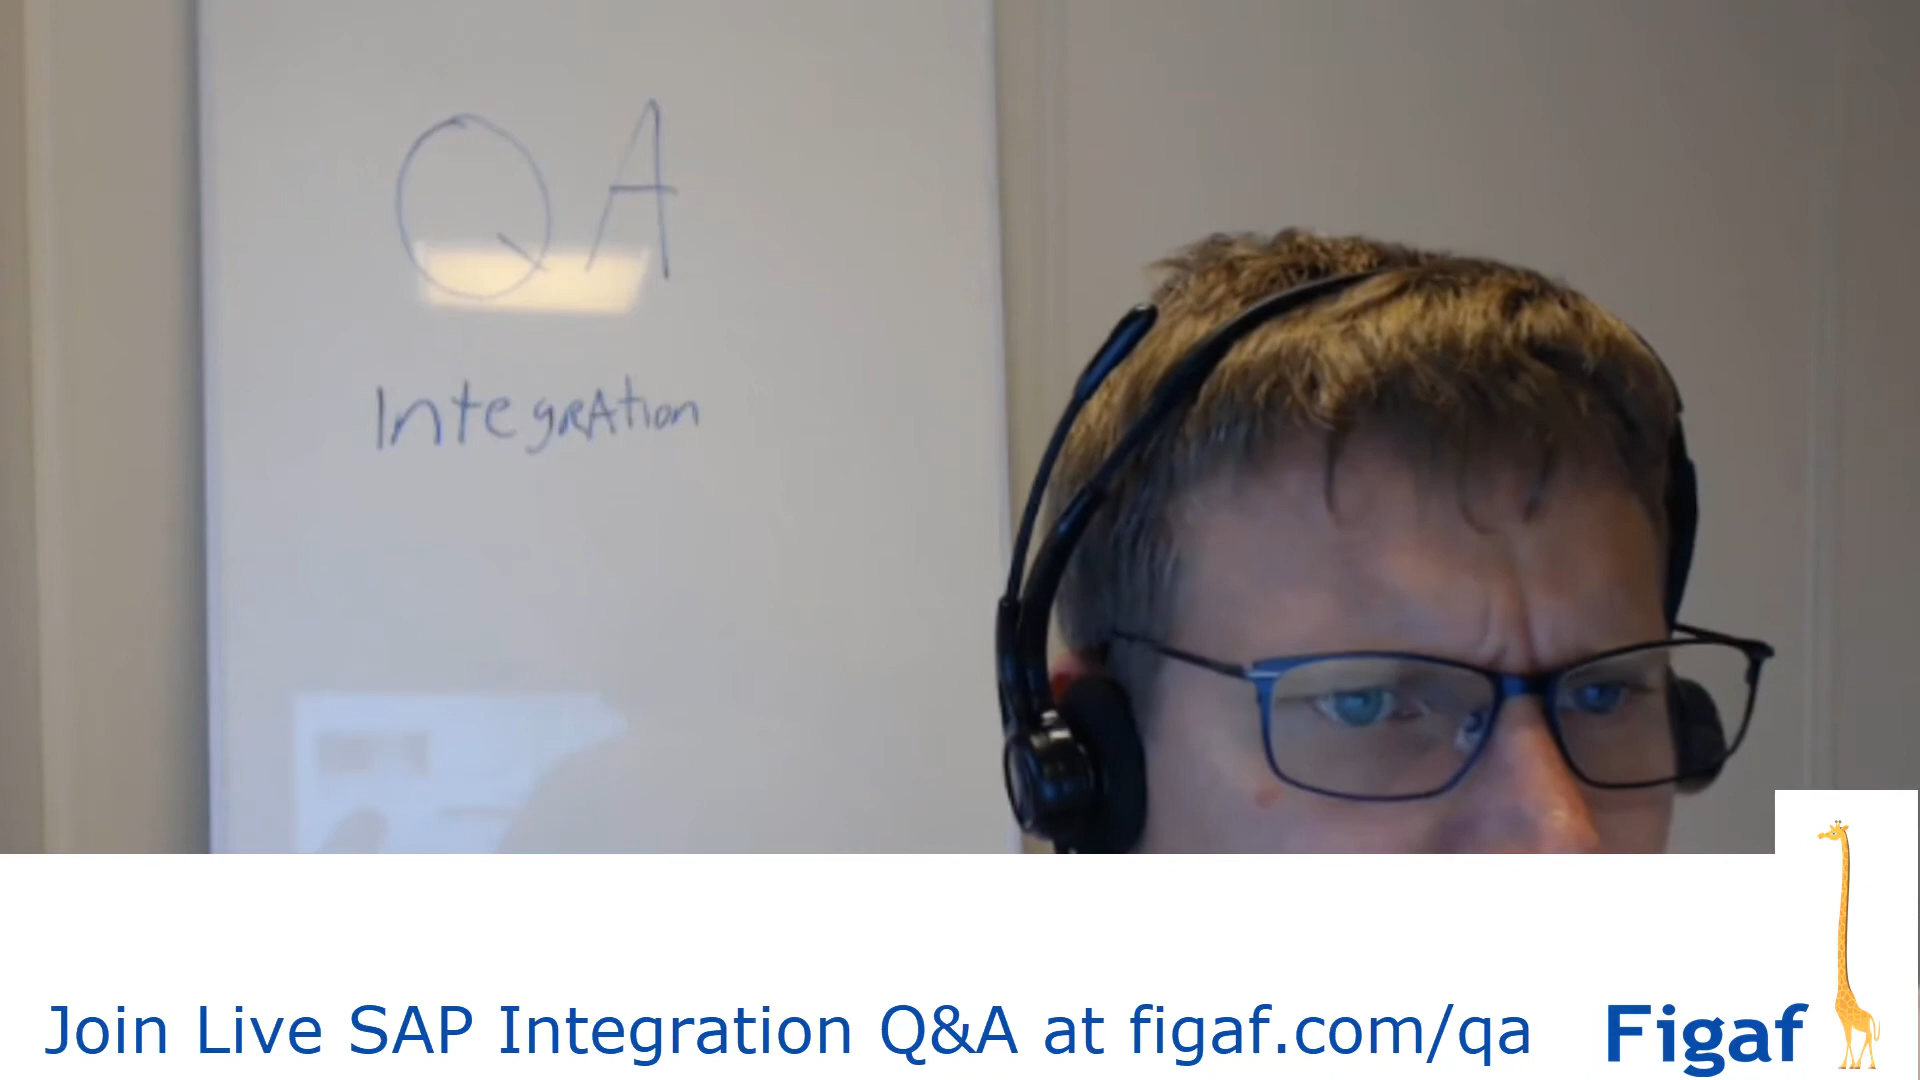 QA
IntegrAtion
Join Live SAP Integration Q&A at figaf.com/qa
Figaf